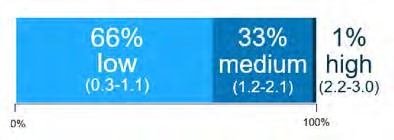 66% 33% 1%
low medium high
(0.3-1.1) (1.2-2.1) (2.2-3.0)
0% 100%